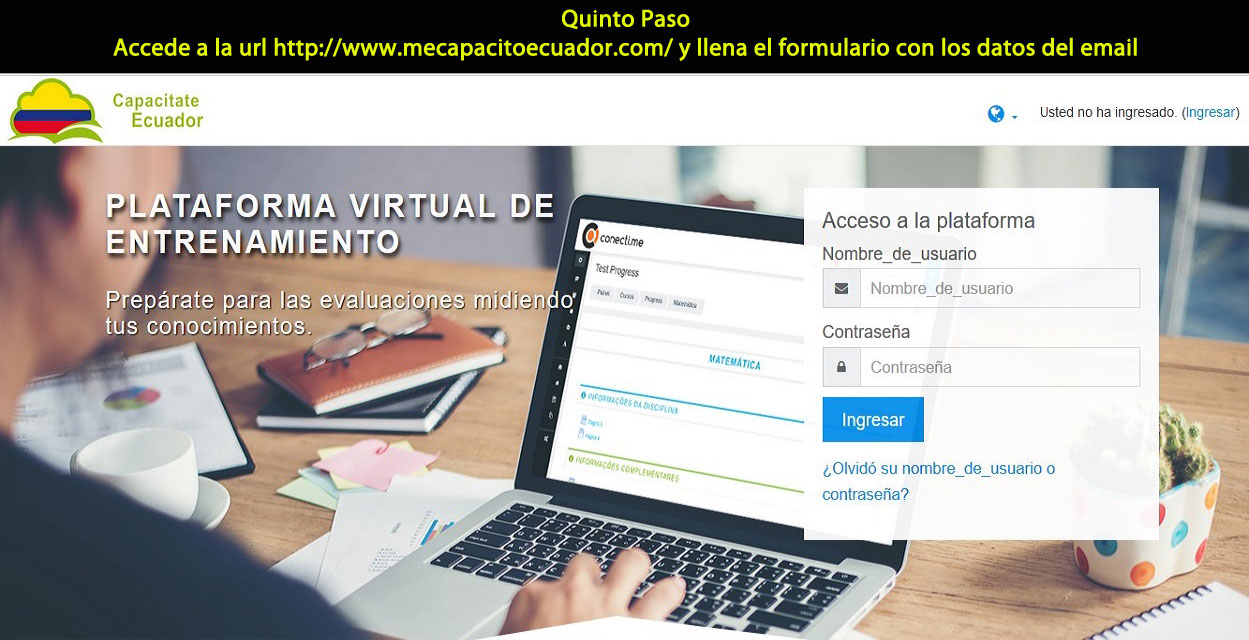 Quinto Paso
Accede a la url http://www.mecapacitoecuador.com/ y llena el formulario con los datos del email
Capacitate
Ecuador
Usted no ha ingresado. (Ingresar)
PLATAFORMA VIRTUAL DE
ENTRENAMIENTO
Prepárate para las evaluaciones midiendo
tus conocimientos.
conecti.me
Test Progress
Painel Cursos Progress Matemática
MATEMÁTICA
INFORMAÇÕES DA DISCIPLINA
INFORMAÇÕES COMPLEMENTARES
Acceso a la plataforma
Nombre_de_usuario
Nombre_de_usuario
Contraseña
Contraseña
Ingresar
¿Olvidó su nombre_de_usuario o
contraseña?